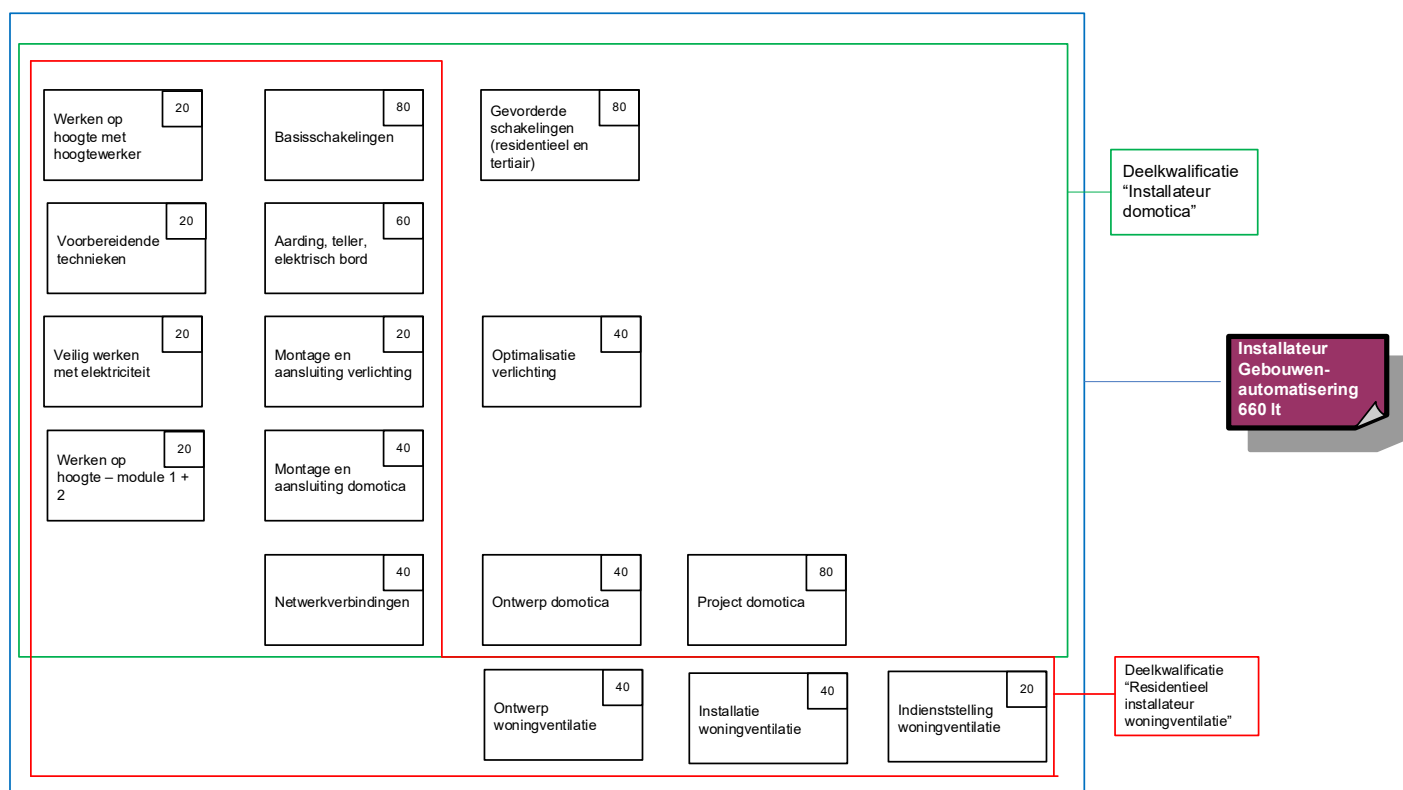 Werken op
hoogte met
hoogtewerker
20
Basisschakelingen
80
Gevorderde
schakelingen
(residentieel en
tertiair)
80
Deelkwalificatie
“Installateur
domotica”
Voorbereidende
technieken
20
Aarding, teller,
elektrisch bord
60
Veilig werken
met elektriciteit
20
Montage en
aansluiting verlichting
20
Optimalisatie
verlichting
40
Installateur
Gebouwen-
automatisering
660 lt
Werken op
hoogte – module 1 +
2
20
Montage en
aansluiting domotica
40
Netwerkverbindingen
40
Ontwerp domotica
40
Project domotica
80
Ontwerp
woningventilatie
40
Installatie
woningventilatie
40
Indienststelling
woningventilatie
20
Deelkwalificatie
“Residentieel
installateur
woningventilatie”